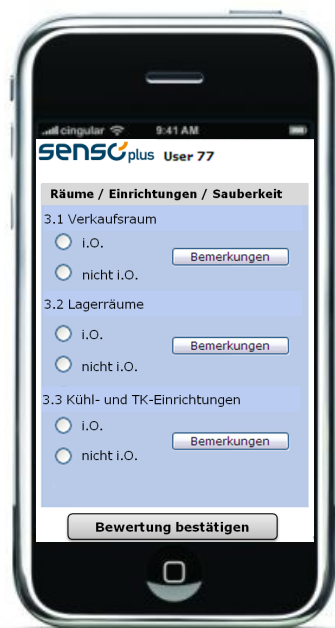 cingular 9:41 AM
sensoplus User 77
Räume / Einrichtungen / Sauberkeit
3.1 Verkaufsraum
i.O.
Bemerkungen
nicht i.O.
3.2 Lagerräume
i.O.
Bemerkungen
nicht i.O.
3.3 Kühl- und TK-Einrichtungen
i.O.
Bemerkungen
nicht i.O.
Bewertung bestätigen